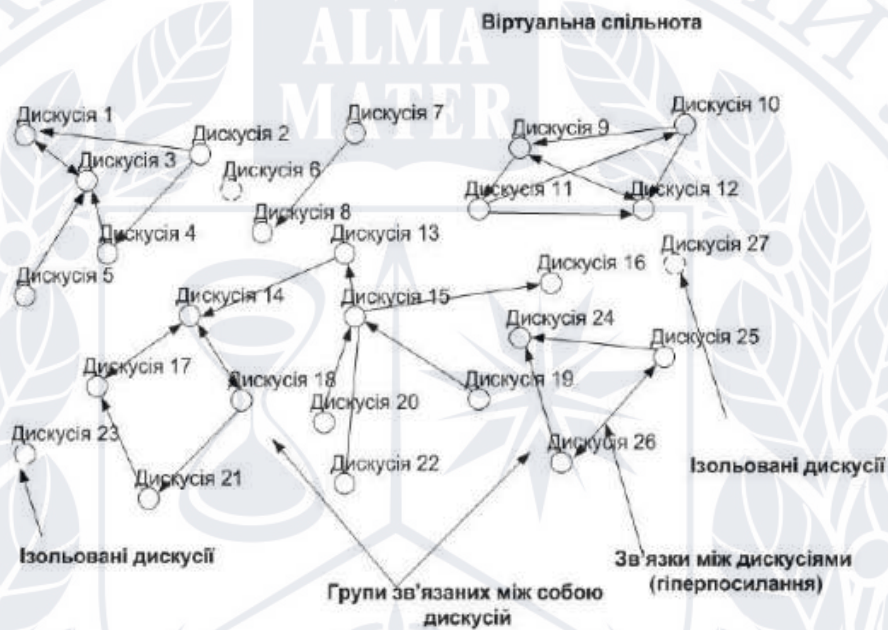 Віртуальна спільнота
ALMA
MATER
Дискусія 1
Дискусія 2
Дискусія 7
Дискусія 9
Дискусія 10
Дискусія 3
Дискусія 6
Дискусія 11
Дискусія 12
Дискусія 4
Дискусія 8
Дискусія 13
Дискусія 27
Дискусія 5
Дискусія 14
Дискусія 15
Дискусія 16
Дискусія 24
Дискусія 25
Дискусія 17
Дискусія 18
Дискусія 20
Дискусія 19
Дискусія 23
Дискусія 26
Дискусія 21
Дискусія 22
Ізольовані дискусії
Ізольовані дискусії
Зв'язки між дискусіями
(гіперпосилання)
Групи зв'язаних між собою
дискусій